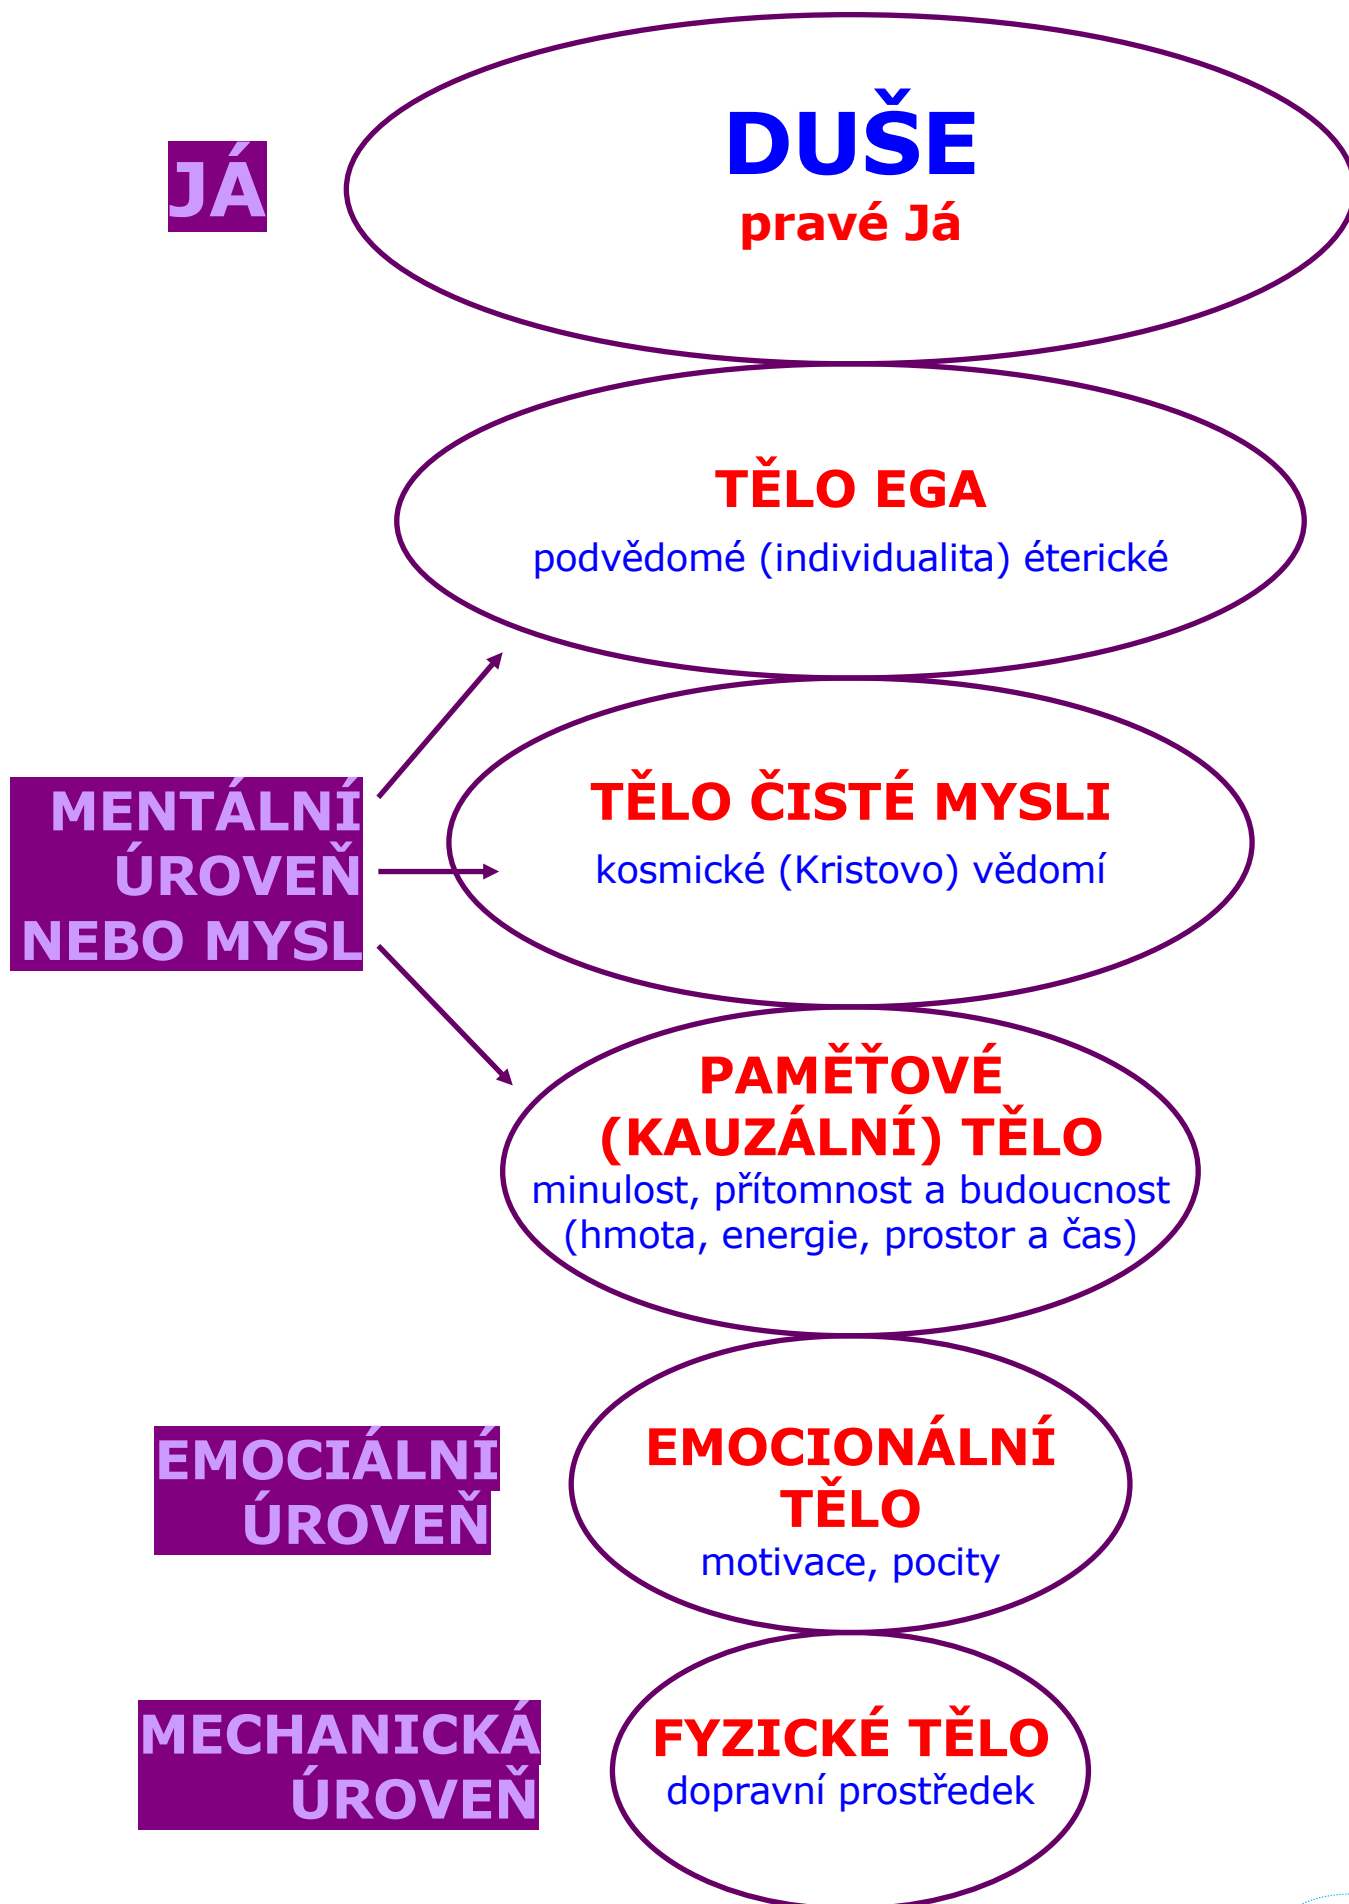 JÁ
DUŠE
pravé Já
TĚLO EGA
podvědomé (individualita) éterické
MENTÁLNÍ
ÚROVEŇ
NEBO MYSL
TĚLO ČISTÉ MYSLI
kosmické (Kristovo) vědomí
PAMĚŤOVÉ
(KAUZÁLNÍ) TĚLO
minulost, přítomnost a budoucnost
(hmota, energie, prostor a čas)
EMOCIÁLNÍ
ÚROVEŇ
EMOCIONÁLNÍ
TĚLO
motivace, pocity
MECHANICKÁ
ÚROVEŇ
FYZICKÉ TĚLO
dopravní prostředek